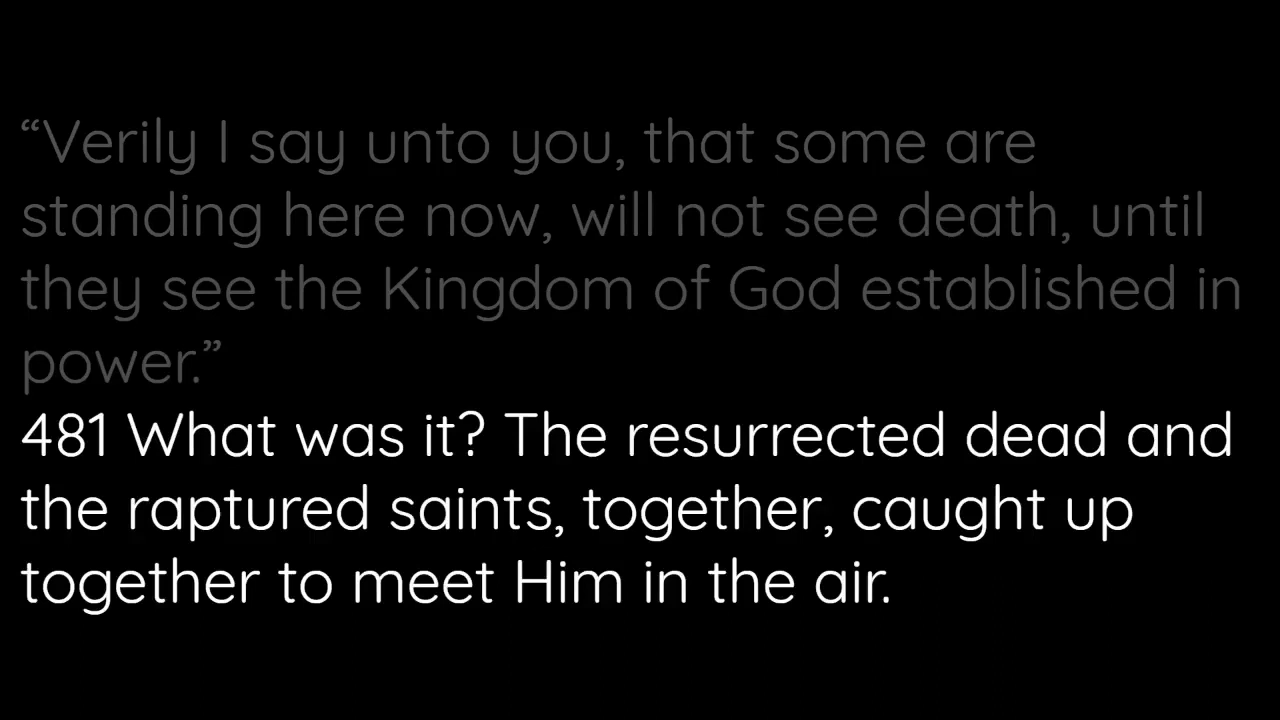 “Verily I say unto you, that some are
standing here now, will not see death, until
they see the Kingdom of God established in
power.”
481 What was it? The resurrected dead and
the raptured saints, together, caught up
together to meet Him in the air.